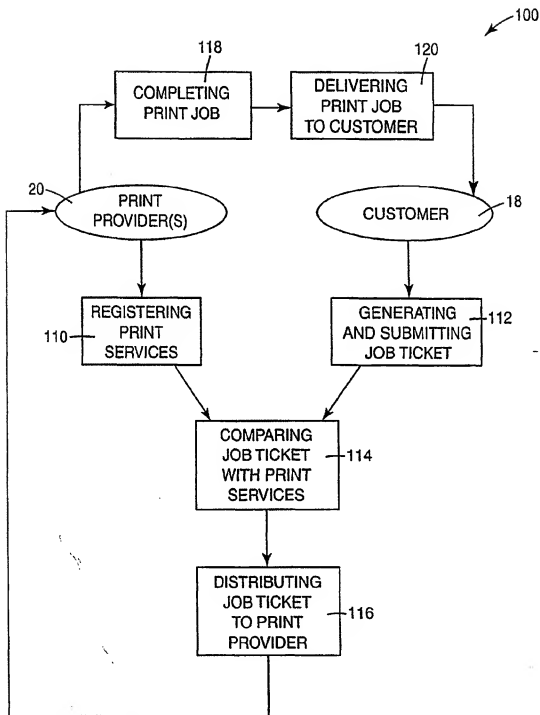 100
118
COMPLETING
PRINT JOB
120
DELIVERING
PRINT JOB
TO CUSTOMER
20
PRINT
PROVIDER(S)
CUSTOMER
18
REGISTERING
PRINT
SERVICES
110
GENERATING
AND SUBMITTING
JOB TICKET
112
COMPARING
JOB TICKET
WITH PRINT
SERVICES
114
DISTRIBUTING
JOB TICKET
TO PRINT
PROVIDER
116